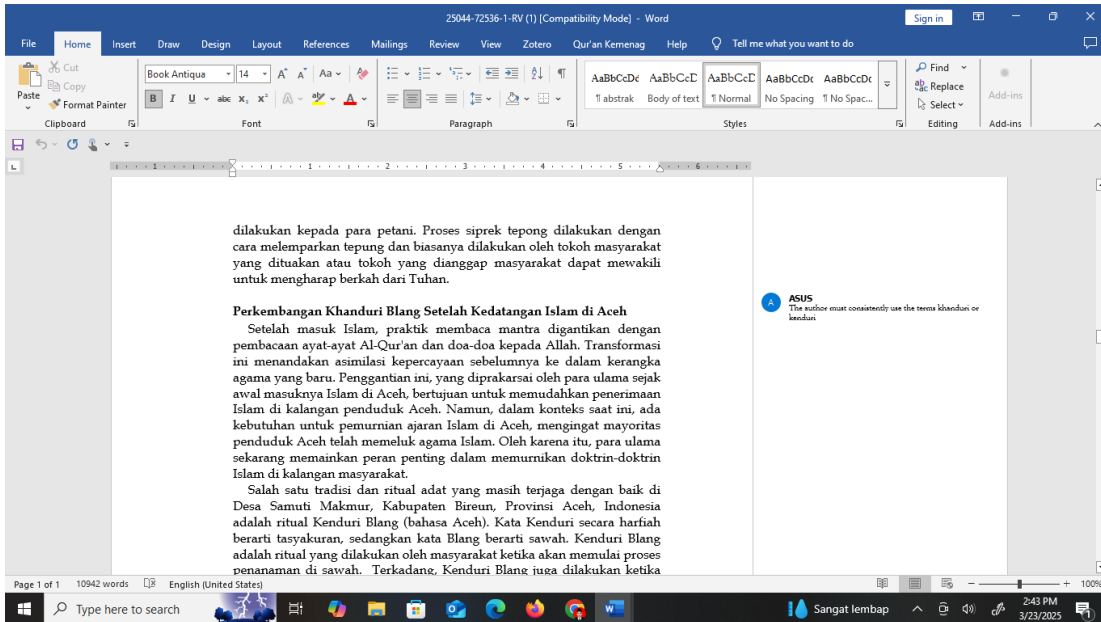 25044-72536-1-RV (1) [Compatibility Mode] - Word
Sign in
File Home Insert Draw Design Layout References Mailings Review View Zotero Qur'an Kemenag Help Tell me what you want to do
Paste
Cut
Copy
Format Painter
Clipboard
Book Antiqua 14 A A Aa A
B I U abc X₂ X² A ab A
Font
Paragraph
AaBbCcDd AaBbCcD AaBbCcD AaBbCcDc AaBbCcDc
¶ abstrak Body of text ¶ Normal No Spacing ¶ No Spac...
Styles
Find
Replace
Select
Editing
Add-ins
Add-ins
1 1 2 3 4 5 6
dilakukan kepada para petani. Proses siprek tepong dilakukan dengan
cara melemparkan tepung dan biasanya dilakukan oleh tokoh masyarakat
yang dituakan atau tokoh yang dianggap masyarakat dapat mewakili
untuk mengharap berkah dari Tuhan.
Perkembangan Khanduri Blang Setelah Kedatangan Islam di Aceh
Setelah masuk Islam, praktik membaca mantra digantikan dengan
pembacaan ayat-ayat Al-Qur'an dan doa-doa kepada Allah. Transformasi
ini menandakan asimilasi kepercayaan sebelumnya ke dalam kerangka
agama yang baru. Penggantian ini, yang diprakarsai oleh para ulama sejak
awal masuknya Islam di Aceh, bertujuan untuk memudahkan penerimaan
Islam di kalangan penduduk Aceh. Namun, dalam konteks saat ini, ada
kebutuhan untuk pemurnian ajaran Islam di Aceh, mengingat mayoritas
penduduk Aceh telah memeluk agama Islam. Oleh karena itu, para ulama
sekarang memainkan peran penting dalam memurnikan doktrin-doktrin
Islam di kalangan masyarakat.
Salah satu tradisi dan ritual adat yang masih terjaga dengan baik di
Desa Samuti Makmur, Kabupaten Bireun, Provinsi Aceh, Indonesia
adalah ritual Kenduri Blang (bahasa Aceh). Kata Kenduri secara harfiah
berarti tasyakuran, sedangkan kata Blang berarti sawah. Kenduri Blang
adalah ritual yang dilakukan oleh masyarakat ketika akan memulai proses
penanaman di sawah. Terkadang, Kenduri Blang juga dilakukan ketika
A
ASUS
The author must consistently use the terms khanduri or
kenduri
Page 1 of 1 10942 words English (United States) 100%
Type here to search
Sangat lembap
2:43 PM
3/23/2025